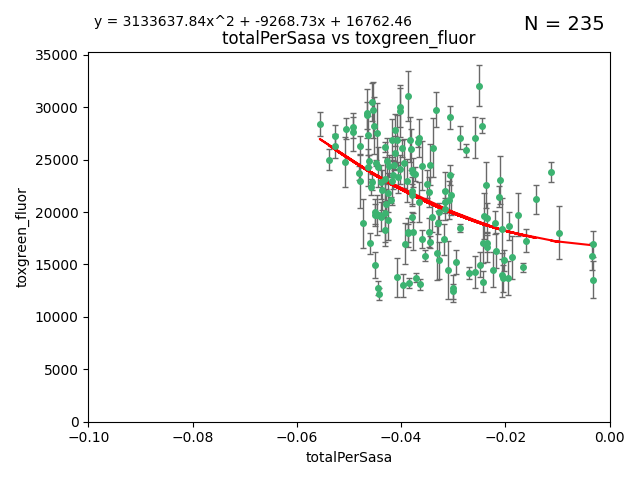 y = 3133637.84x^2 + -9268.73x + 16762.46
N = 235
totalPerSasa vs toxgreen_fluor
35000
30000
25000
20000
15000
10000
5000
0
toxgreen_fluor
−0.10 −0.08 −0.06 −0.04 −0.02 0.00
totalPerSasa